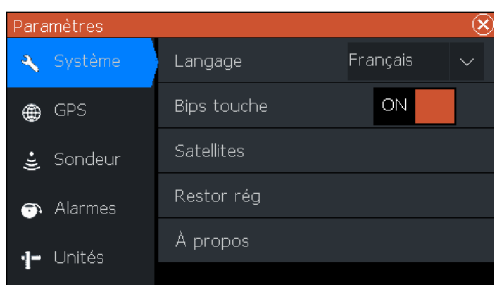 Paramètres
Système
GPS
Sondeur
Alarmes
Unités
Langage Français
Bips touche ON
Satellites
Restor rég
À propos